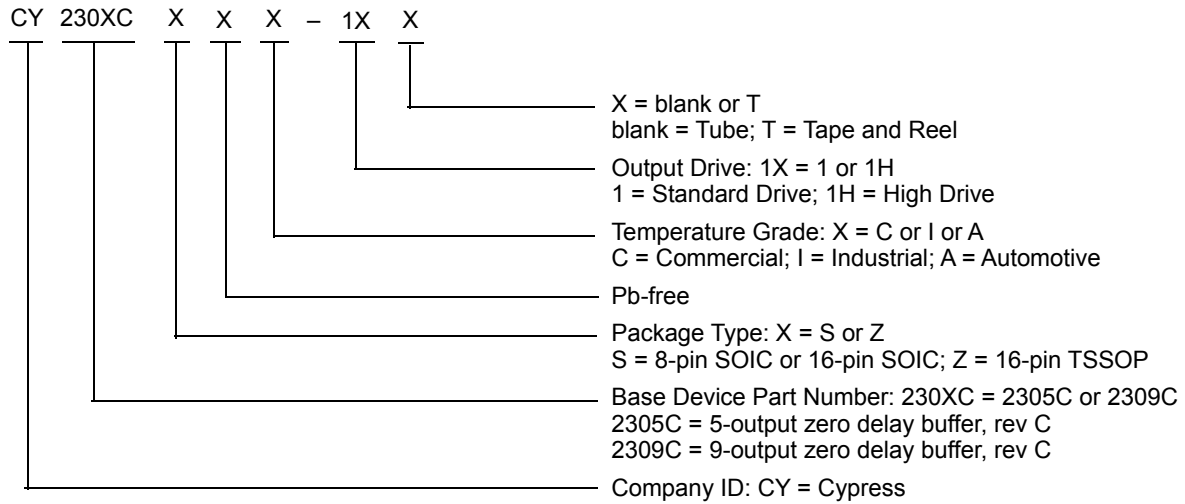 CY 230XC X X X – 1X X
X = blank or T
blank = Tube; T = Tape and Reel
Output Drive: 1X = 1 or 1H
1 = Standard Drive; 1H = High Drive
Temperature Grade: X = C or I or A
C = Commercial; I = Industrial; A = Automotive
Pb-free
Package Type: X = S or Z
S = 8-pin SOIC or 16-pin SOIC; Z = 16-pin TSSOP
Base Device Part Number: 230XC = 2305C or 2309C
2305C = 5-output zero delay buffer, rev C
2309C = 9-output zero delay buffer, rev C
Company ID: CY = Cypress